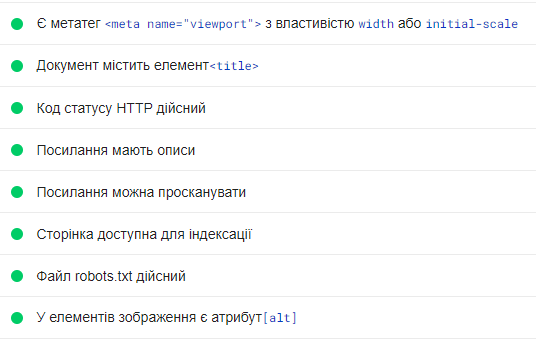 Є метатег <meta name="viewport"> з властивістю width або initial-scale
Документ містить елемент<title>
Код статусу HTTP дійсний
Посилання мають описи
Посилання можна просканувати
Сторінка доступна для індексації
Файл robots.txt дійсний
У елементів зображення є атрибут[alt]